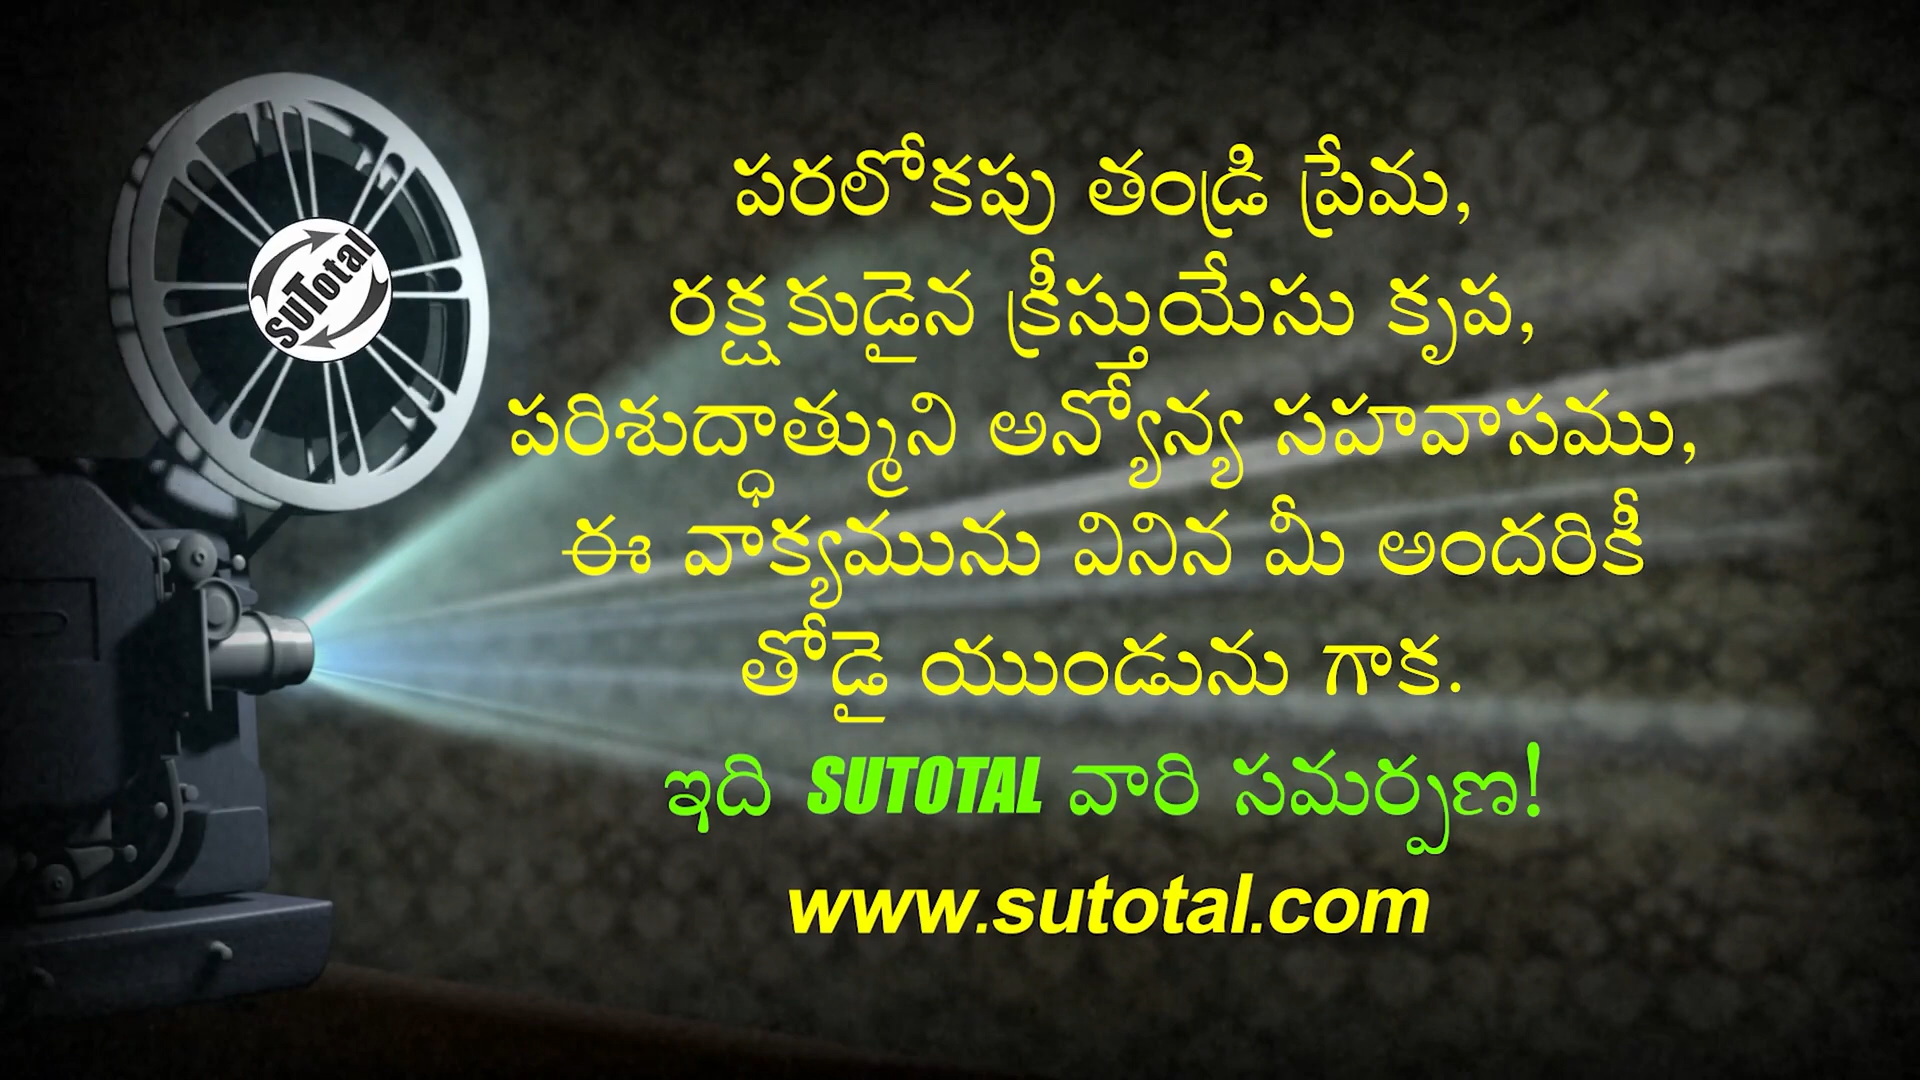 SUTotal
పరలోకపు తండ్రి ప్రేమ,
రక్షకుడైన క్రీస్తుయేసు కృప,
పరిశుద్ధాత్ముని అన్యోన్య సహవాసము,
ఈ వాక్యమును వినిన మీ అందరికీ
తోడై యుండును గాక.
ఇది SUTOTAL వారి సమర్పణ!
www.sutotal.com